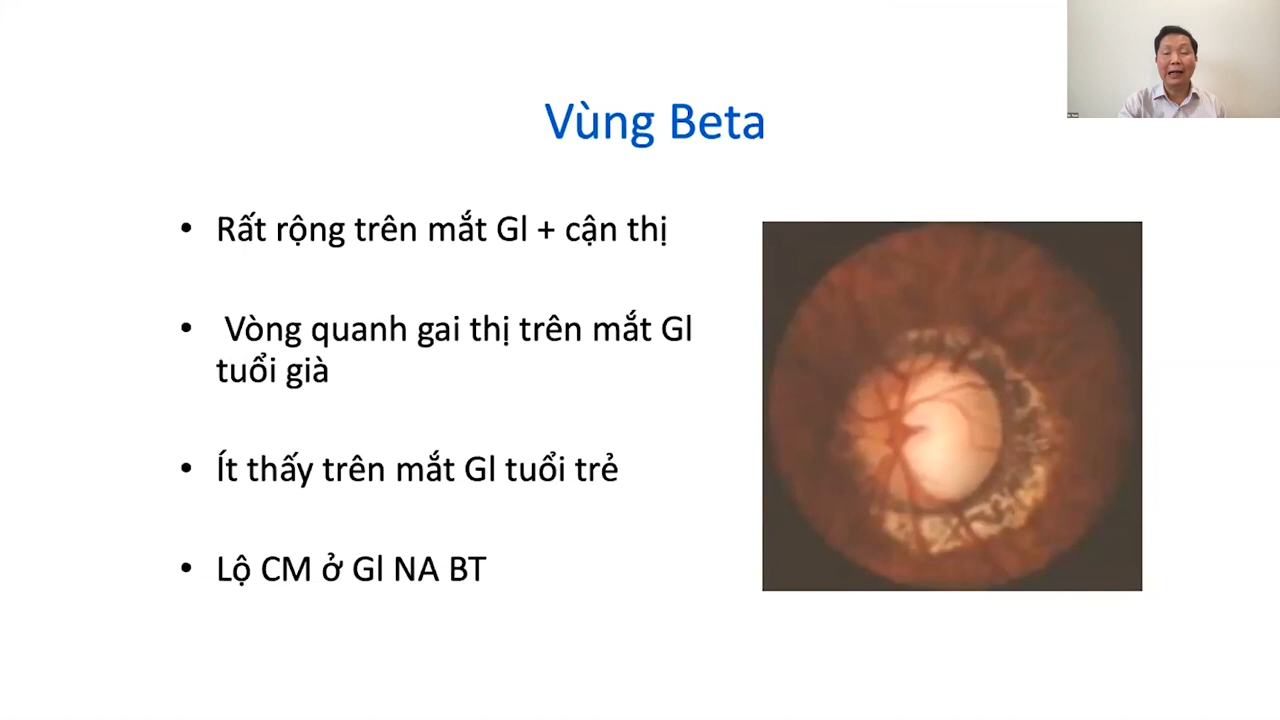 Vùng Beta
• Rất rộng trên mắt Gl + cận thị
• Vòng quanh gai thị trên mắt Gl
tuổi già
• Ít thấy trên mắt Gl tuổi trẻ
• Lộ CM ở Gl NA BT